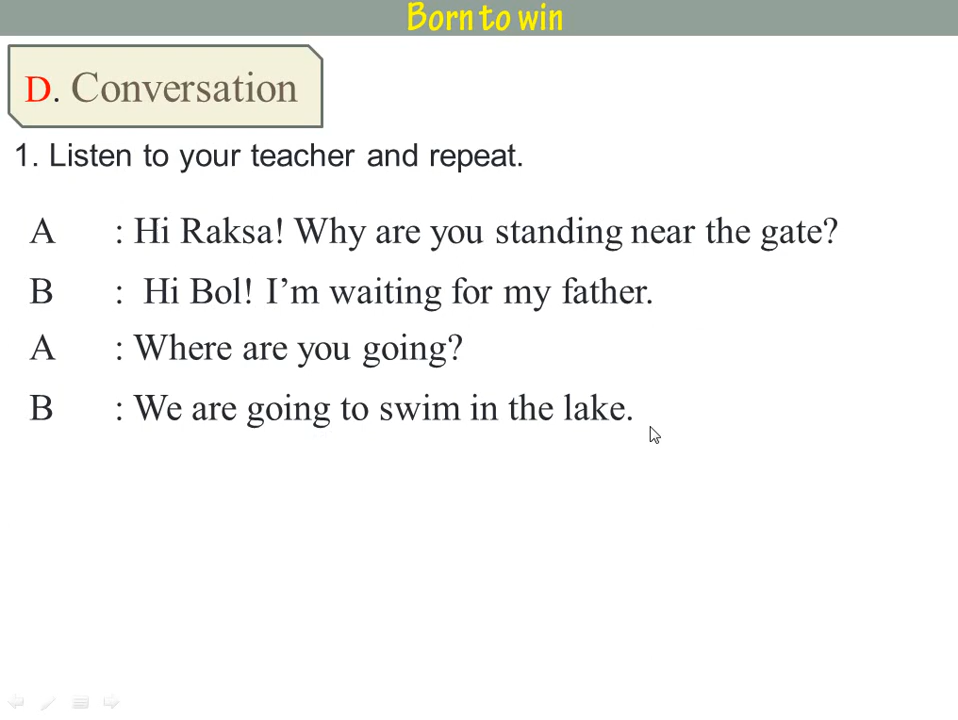 Born to win
D. Conversation
1. Listen to your teacher and repeat.
A : Hi Raksa! Why are you standing near the gate?
B : Hi Bol! I’m waiting for my father.
A : Where are you going?
B : We are going to swim in the lake.